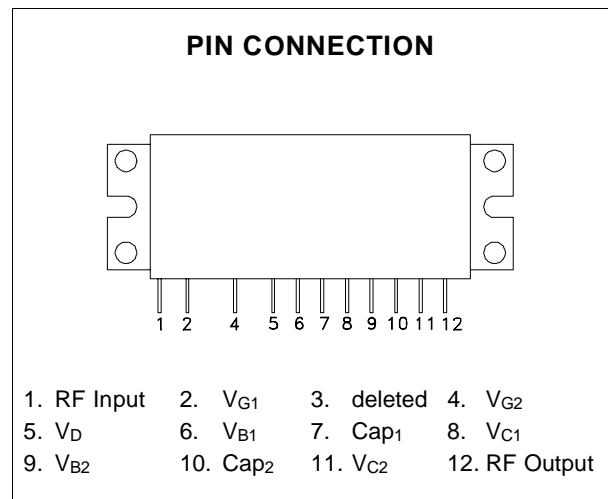 PIN CONNECTION
1 2 4 5 6 7 8 9 10 11 12
1. RF Input 2. VG1 3. deleted 4. VG2
5. VD 6. VB1 7. Cap1 8. VC1
9. VB2 10. Cap2 11. VC2 12. RF Output